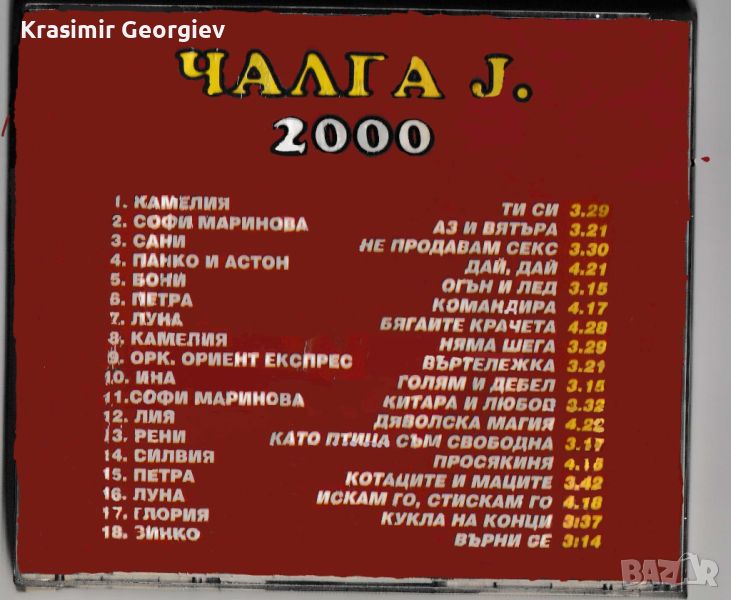 Krasimir Georgiev
ЧАЛГА J.
2000
1. КАМЕЛИЯ ТИ СИ 3.29
2. СОФИ МАРИНОВА АЗ И ВЯТЪРА 3.21
3. САНИ НЕ ПРОДАВАМ СЕКС 3.30
4. ПАНКО И АСТОН ДАЙ, ДАЙ 4.21
5. БОНИ ОГЪН И ЛЕД 3.15
6. ПЕТРА КОМАНДИРА 4.17
7. ЛУНА БЯГАЙТЕ КРАЧЕТА 4.28
8. КАМЕЛИЯ НЯМА ШЕГА 3.29
9. ОРК. ОРИЕНТ ЕКСПРЕС ВЪРТЕЛЕЖКА 3.21
10. ИНА ГОЛЯМ И ДЕБЕЛ 3.15
11.СОФИ МАРИНОВА КИТАРА И ЛЮБОВ 3.32
12. ЛИЯ ДЯВОЛСКА МАГИЯ 4.22
13. РЕНИ КАТО ПТИЦА СЪМ СВОБОДНА 3.17
14. СИЛВИЯ ПРОСЯКИНЯ 4.15
15. ПЕТРА КОТАЦИТЕ И МАЦИТЕ 3.42
16. ЛУНА ИСКАМ ГО, СТИСКАМ ГО 4.18
17. ГЛОРИЯ КУКЛА НА КОНЦИ 3:37
18. ЗИНКО ВЪРНИ СЕ 3:14
BAZAR